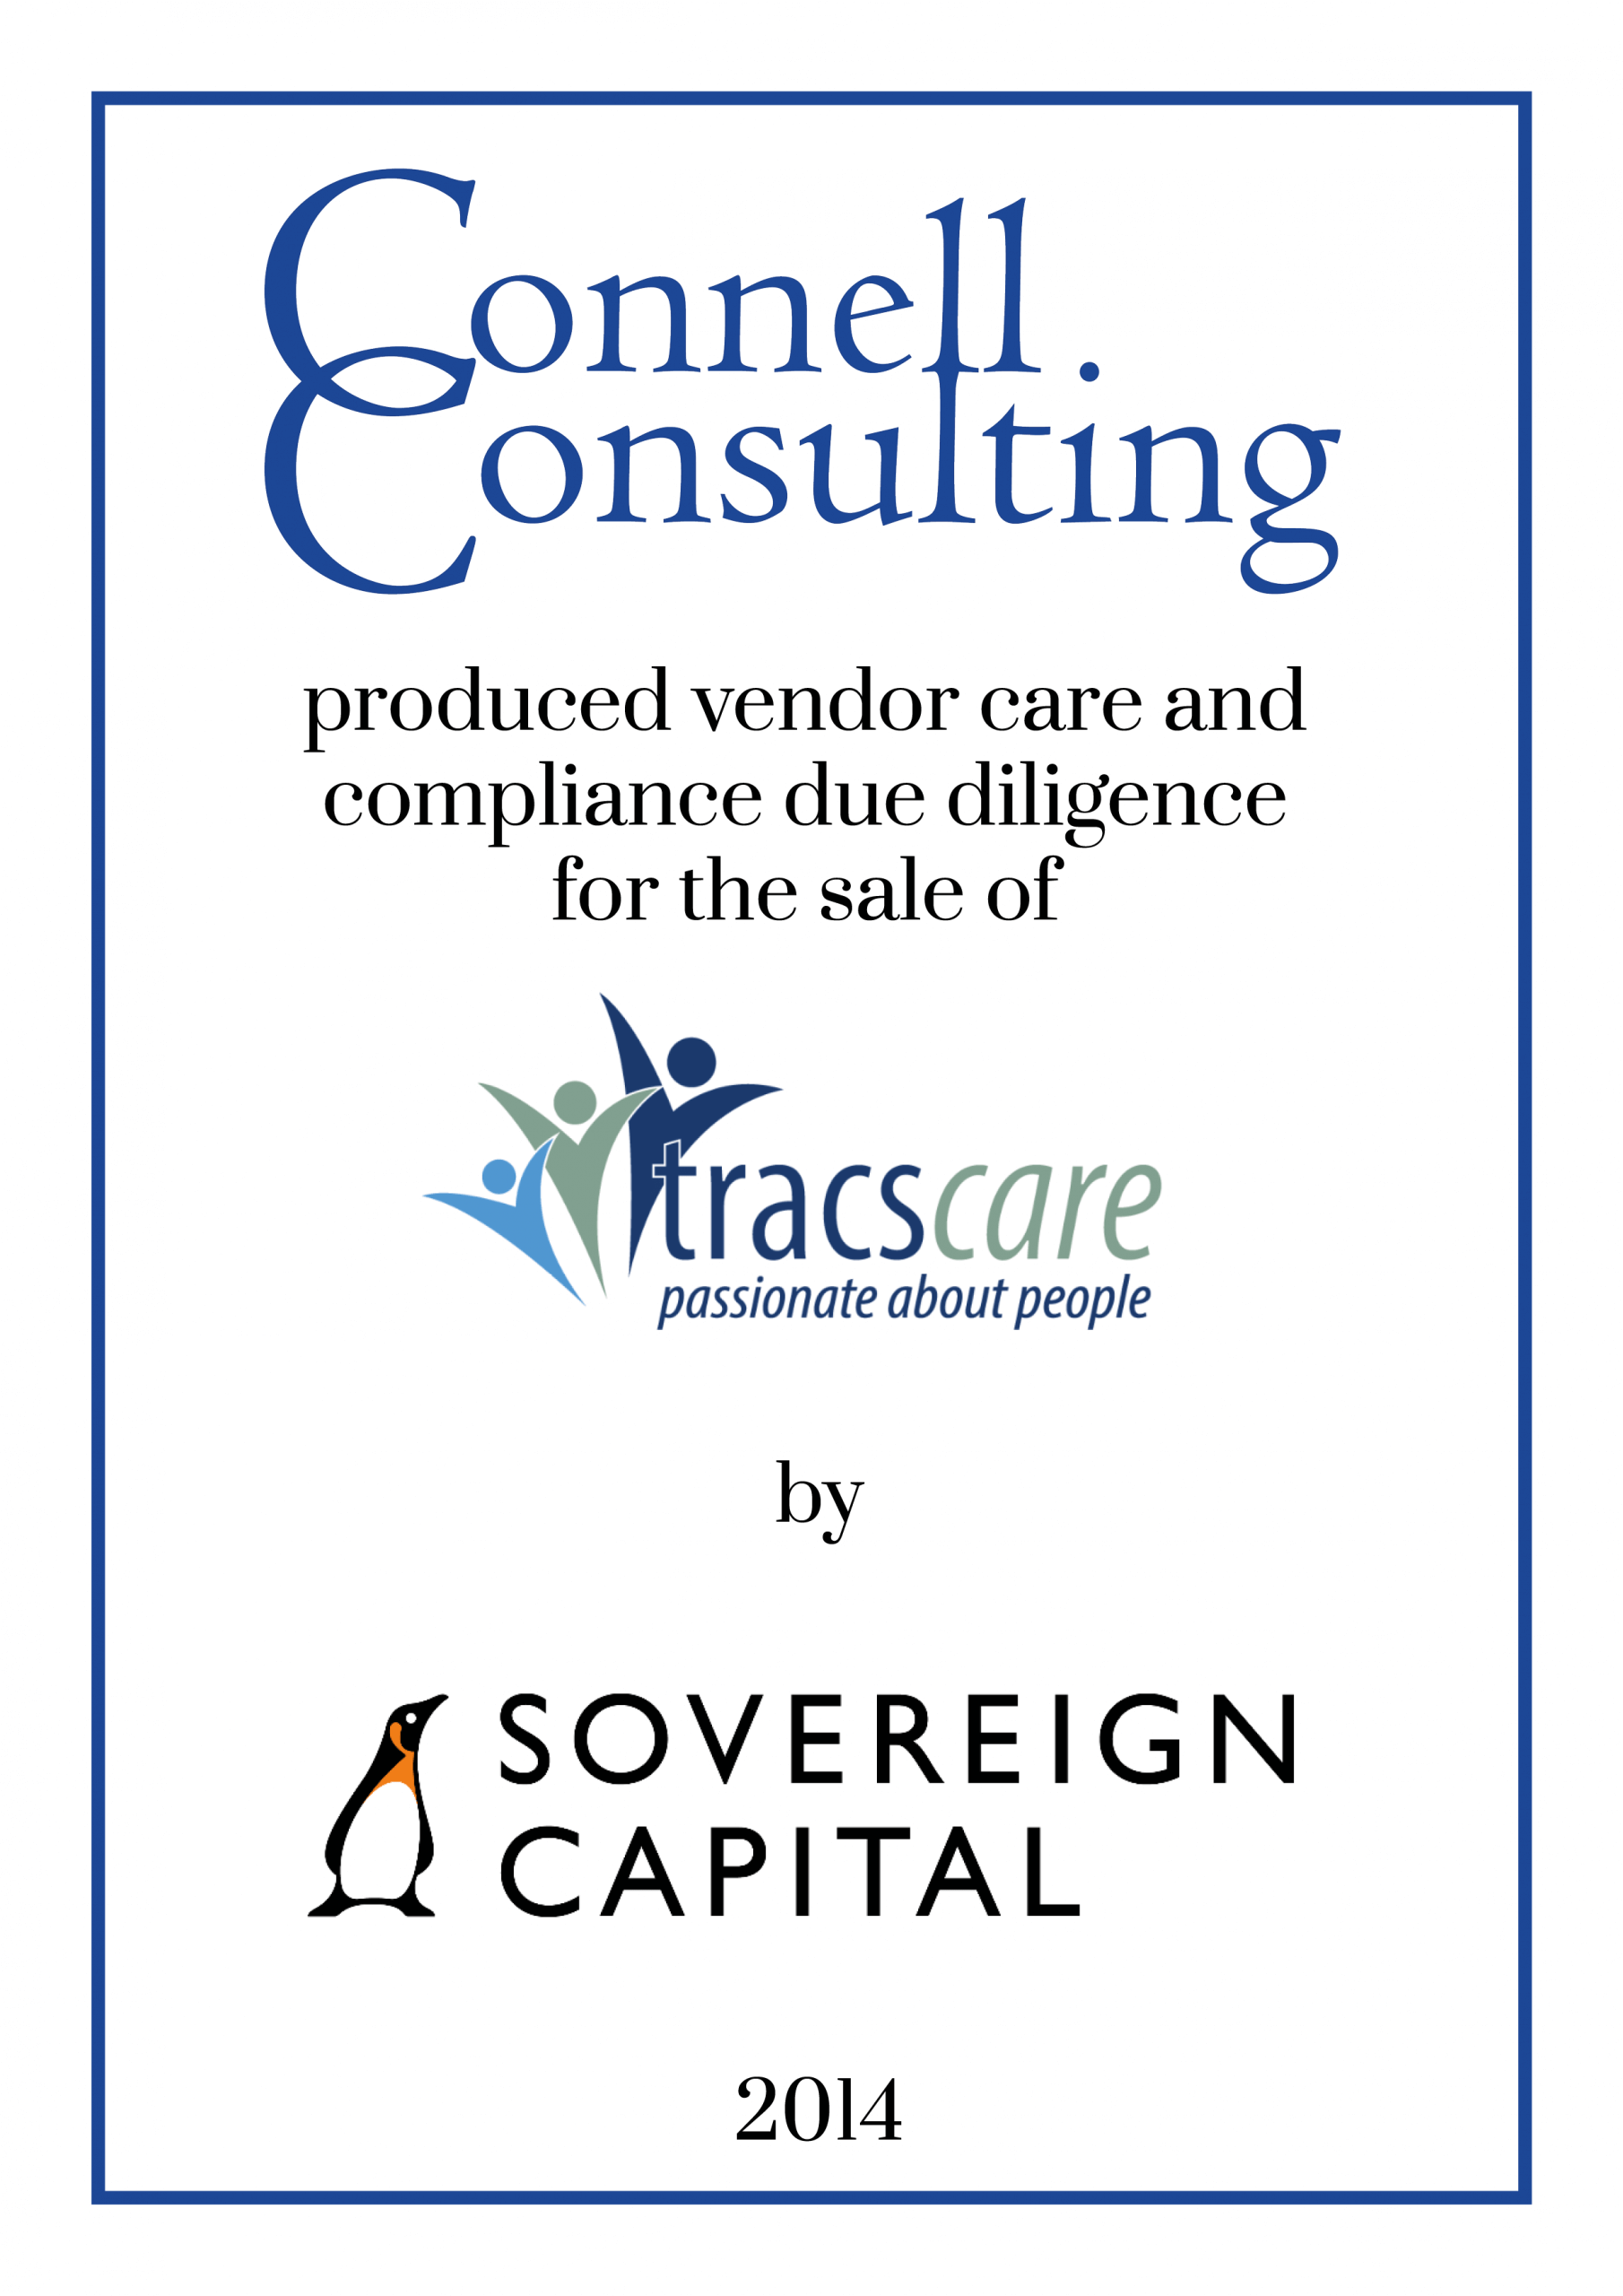 Connell
Consulting
produced vendor care and
compliance due diligence
for the sale of
tracscare
passionate about people
by
SOVEREIGN
CAPITAL
2014